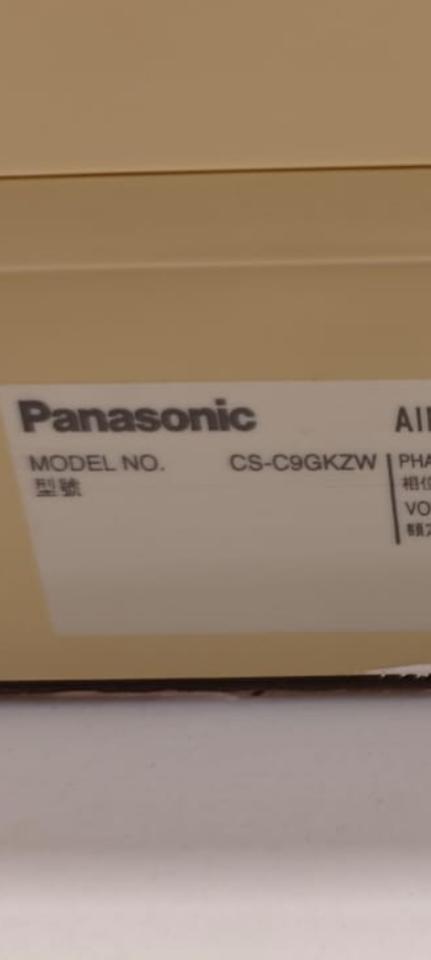 Panasonic
MODEL NO. CS-C9GKZW
型號